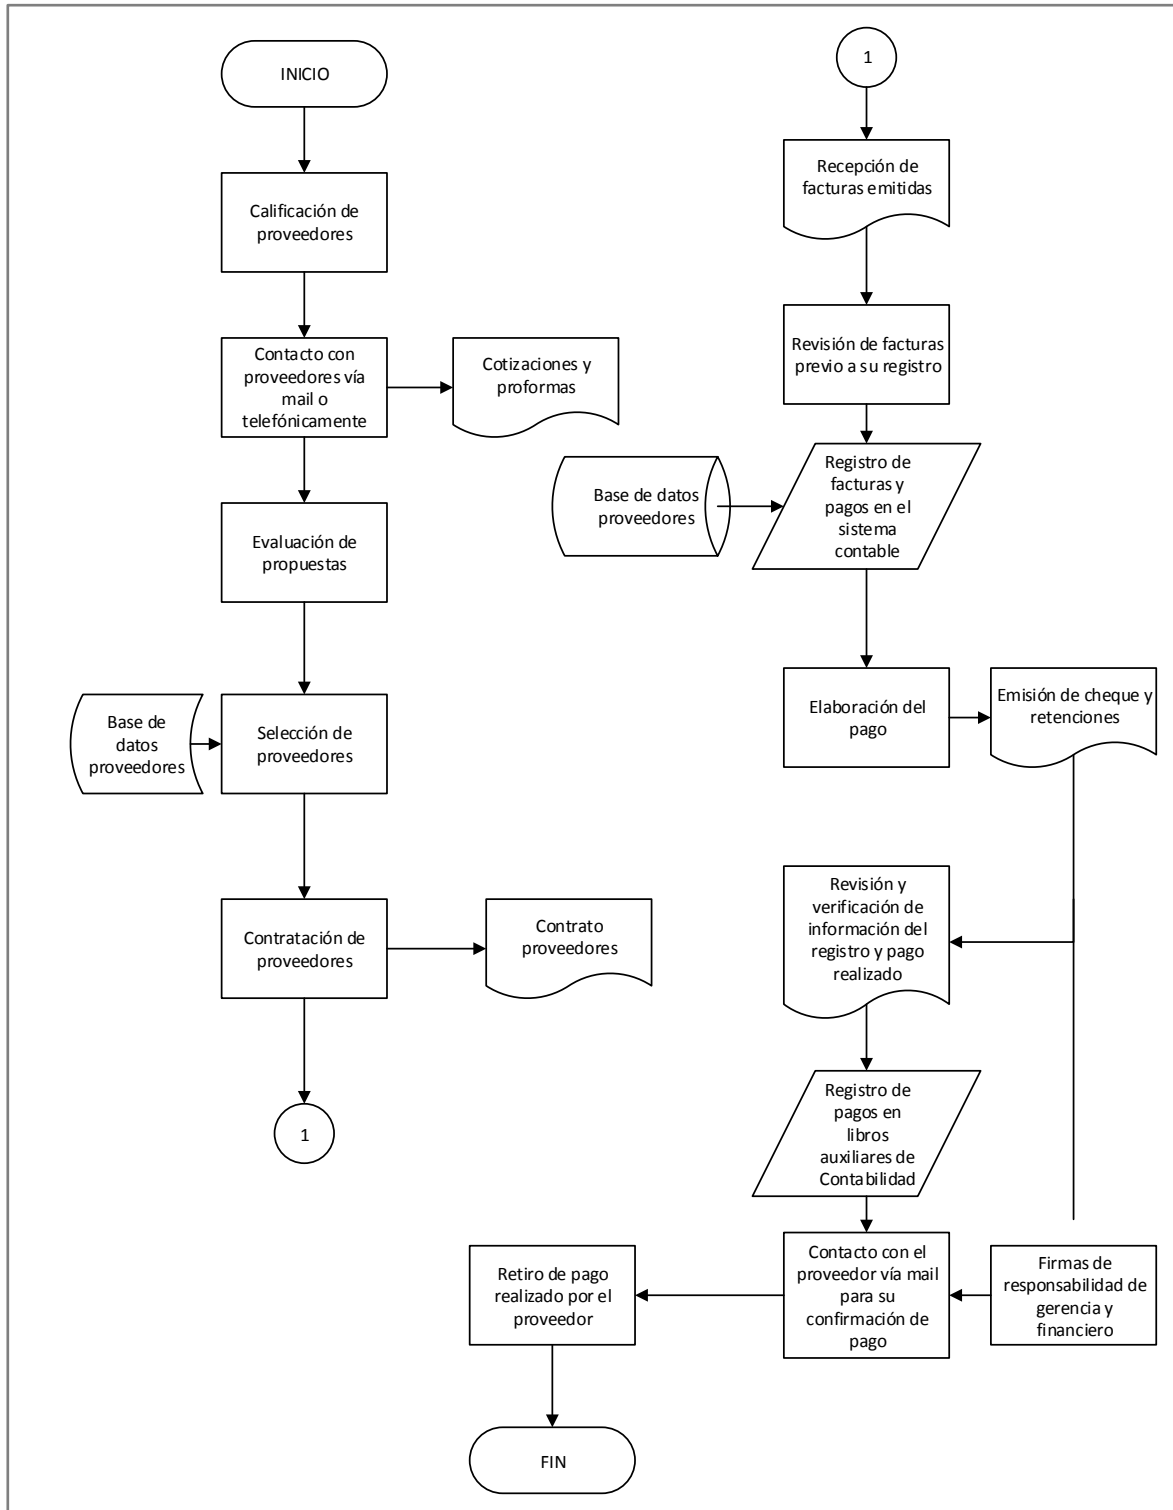 INICIO
Calificación de
proveedores
Contacto con
proveedores vía
mail o
telefónicamente
Cotizaciones y
proformas
Evaluación de
propuestas
Base de
datos
proveedores
Selección de
proveedores
Contratación de
proveedores
Contrato
proveedores
1
1
Recepción de
facturas emitidas
Revisión de facturas
previo a su registro
Base de datos
proveedores
Registro de
facturas y
pagos en el
sistema
contable
Elaboración del
pago
Emisión de cheque y
retenciones
Revisión y
verificación de
información del
registro y pago
realizado
Registro de
pagos en
libros
auxiliares de
Contabilidad
Firmas de
responsabilidad de
gerencia y
financiero
Contacto con el
proveedor vía mail
para su
confirmación de
pago
Retiro de pago
realizado por el
proveedor
FIN